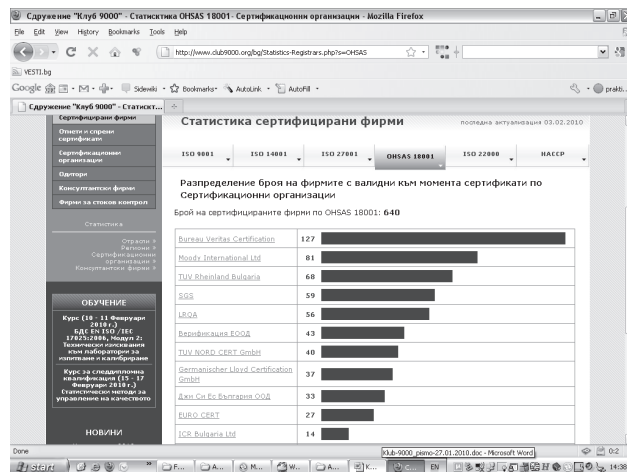 Сдружение "Клуб 9000" - Статисктика OHSAS 18001- Сертификационни организации - Mozilla Firefox
File Edit View History Bookmarks Tools Help
http://www.club9000.org/bg/Statistics-Registrars.php?s=OHSAS
VESTI.bg
Google Sidewiki Bookmarks AutoLink AutoFill prakti...
Сдружение "Клуб 9000" - Статискт...
Сертифицирани фирми
Отнети и спрени сертификати
Сертификационни организации
Одитори
Консултантски фирми
Фирми за стоков контрол
Статистика
Отрасли »
Региони »
Сертификационни организации »
Консултантски фирми »
ОБУЧЕНИЕ
Курс (10 - 11 Февруари 2010 г.)
БДС EN ISO /IEC 17025:2006, Модул 2:
Технически изисквания към лаборатории за изпитване и калибриране
Курс за следдипломна квалификация (15 - 17 Февруари 2010 г.)
Статистически методи за управление на качеството
НОВИНИ
Статистика сертифицирани фирми
последна актуализация 03.02.2010
ISO 9001 ISO 14001 ISO 27001 OHSAS 18001 ISO 22000 HACCP
Разпределение броя на фирмите с валидни към момента сертификати по
Сертификационни организации
Брой на сертифицираните фирми по OHSAS 18001: 640
Bureau Veritas Certification 127
Moody International Ltd 81
TUV Rheinland Bulgaria 68
SGS 59
LRQA 56
Верификация ЕООД 43
TUV NORD CERT GmbH 40
Germanischer Lloyd Certification GmbH 37
Джи Си Ес България ООД 33
EURO CERT 27
ICR Bulgaria Ltd 14
Done
Klub-9000_pismo-27.01.2010.doc - Microsoft Word
0:2
start
F...
A...
M...
W...
A...
K...
EN
14:38